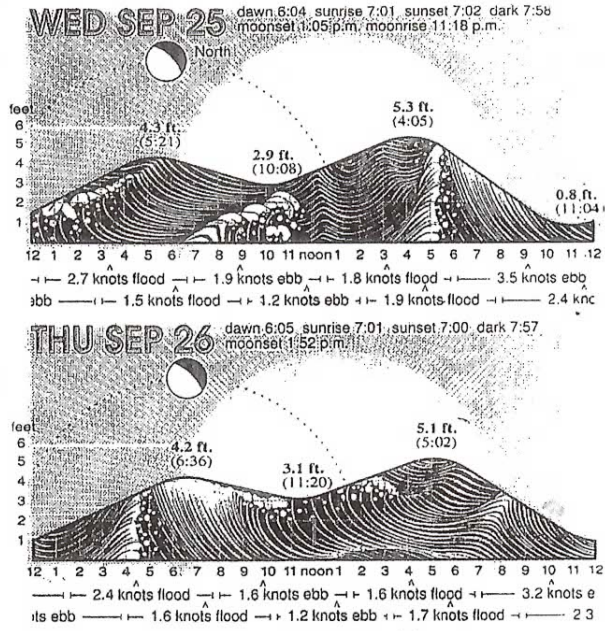 WED SEP 25
dawn 6:04 sunrise 7:01 sunset 7:02 dark 7:58
moonset 1:05 p.m. moonrise 11:18 p.m.
North
feet
6
5
4
3
2
1
4.3 ft.
(5:21)
2.9 ft.
(10:08)
5.3 ft.
(4:05)
0.8 ft.
(11:04)
12 1 2 3 4 5 6 7 8 9 10 11 noon 1 2 3 4 5 6 7 8 9 10 11 12
2.7 knots flood 1.9 knots ebb 1.8 knots flood 3.5 knots ebb
ebb 1.5 knots flood 1.2 knots ebb 1.9 knots flood 2.4 knc
THU SEP 26
dawn 6:05 sunrise 7:01 sunset 7:00 dark 7:57
moonset 1:52 p.m.
feet
6
5
4
3
2
1
4.2 ft.
(6:36)
3.1 ft.
(11:20)
5.1 ft.
(5:02)
12 1 2 3 4 5 6 7 8 9 10 11 noon 1 2 3 4 5 6 7 8 9 10 11 12
2.4 knots flood 1.6 knots ebb 1.6 knots flood 3.2 knots e
ots ebb 1.6 knots flood 1.2 knots ebb 1.7 knots flood 2 3